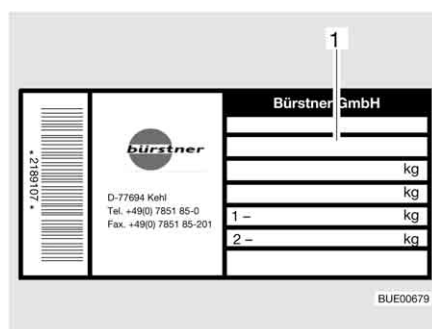 1
Bürstner GmbH
* 2189107 *
bürstner
D-77694 Kehl
Tel. +49(0) 7851 85-0
Fax. +49(0) 7851 85-201
kg
kg
1 – kg
2 – kg
BUE00679